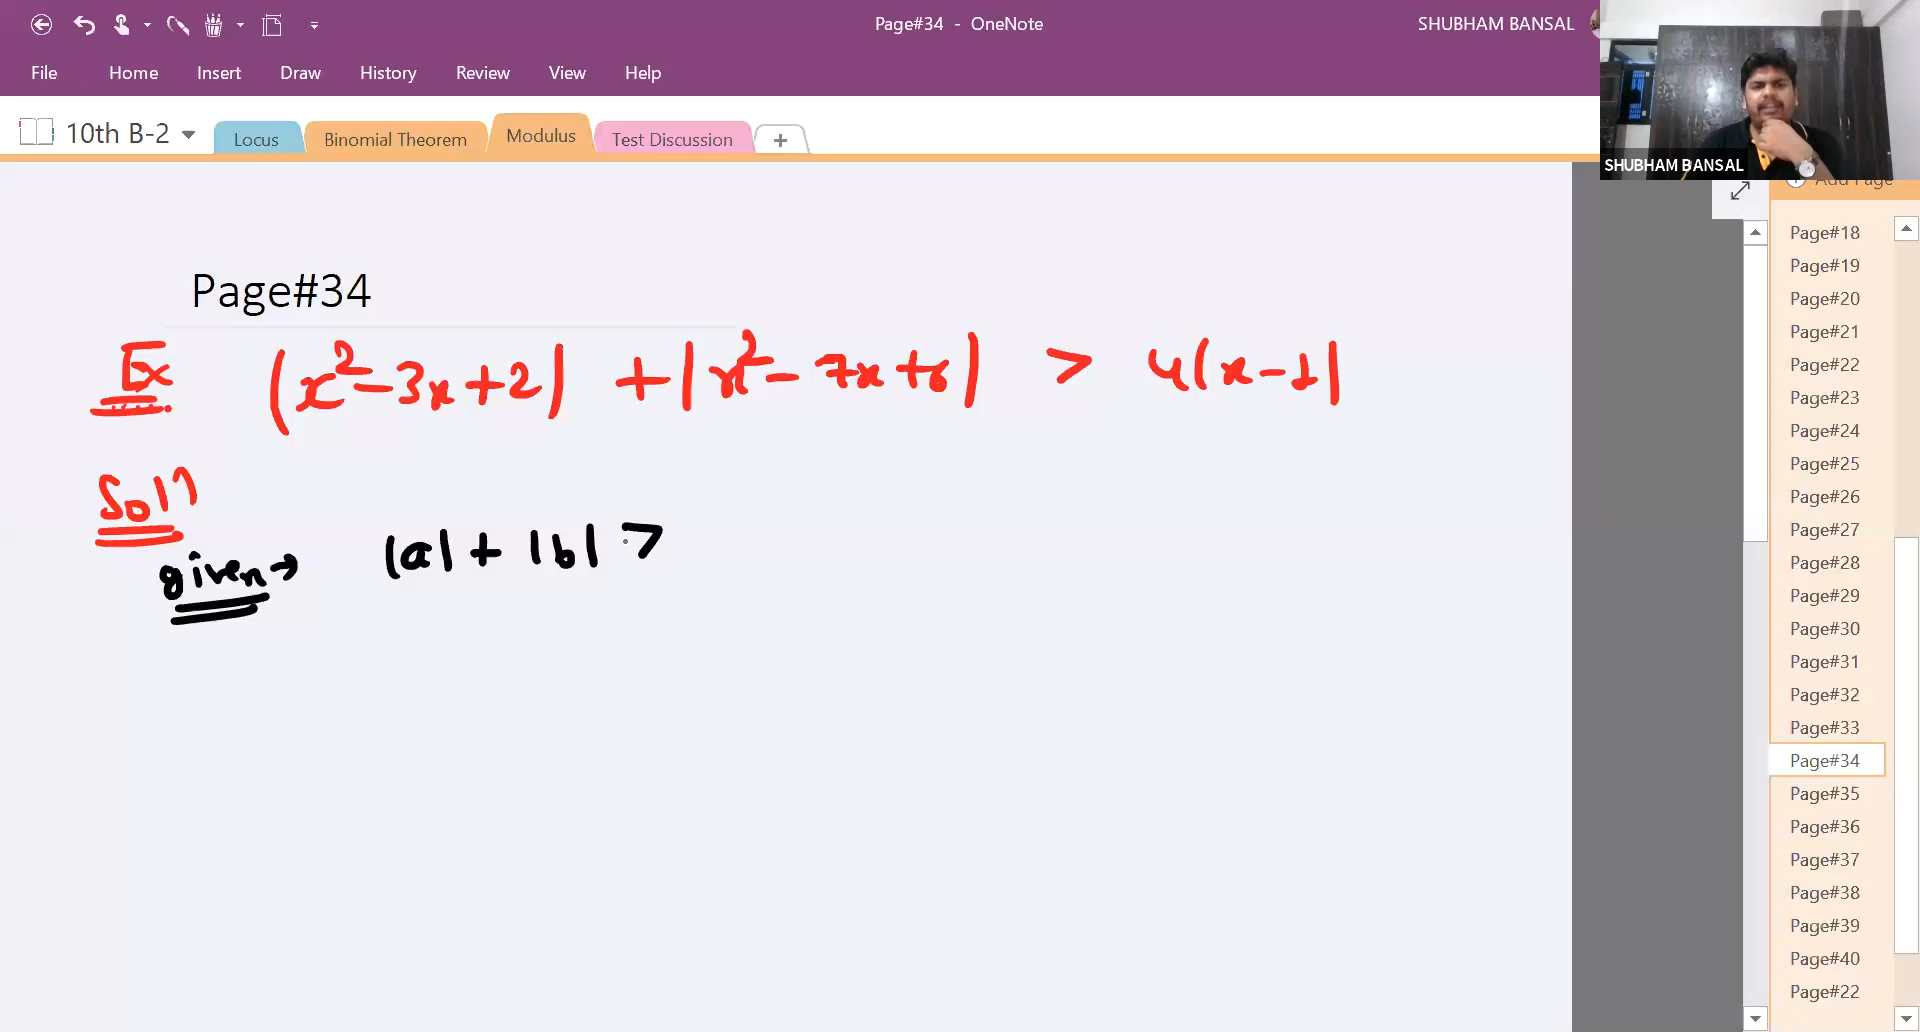 Page#34 - OneNote
SHUBHAM BANSAL
File Home Insert Draw History Review View Help
SHUBHAM BANSAL
10th B-2 Locus Binomial Theorem Modulus Test Discussion +
Add Page
Page#34
Ex |x²-3x+2| + |x²-7x+6| > 4|x-1|
Solⁿ
given→ |a| + |b| >
Page#18
Page#19
Page#20
Page#21
Page#22
Page#23
Page#24
Page#25
Page#26
Page#27
Page#28
Page#29
Page#30
Page#31
Page#32
Page#33
Page#34
Page#35
Page#36
Page#37
Page#38
Page#39
Page#40
Page#22